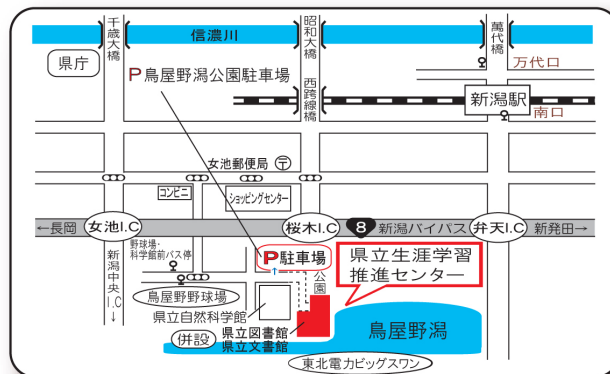 信濃川
千歳大橋
昭和大橋
萬代橋
県庁
P鳥屋野潟公園駐車場
西跨線橋
万代口
新潟駅
南口
女池郵便局 〒
コンビニ
ショッピングセンター
←長岡
女池I.C
桜木I.C
8
新潟バイパス
弁天I.C
新発田→
野球場・
科学館前バス停
新潟中央I.C↓
P駐車場
公園
県立生涯学習
推進センター
鳥屋野野球場
県立自然科学館
併設
県立図書館
県立文書館
鳥屋野潟
東北電力ビッグスワン